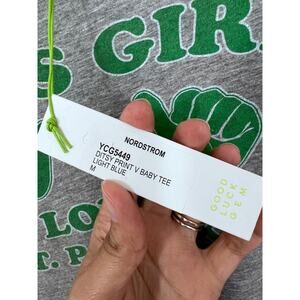 S GIR
NORDSTROM
YCG5449
DITSY PRINT V BABY TEE
LIGHT BLUE
M
GOOD
LUCK
GEM
LO
T. P